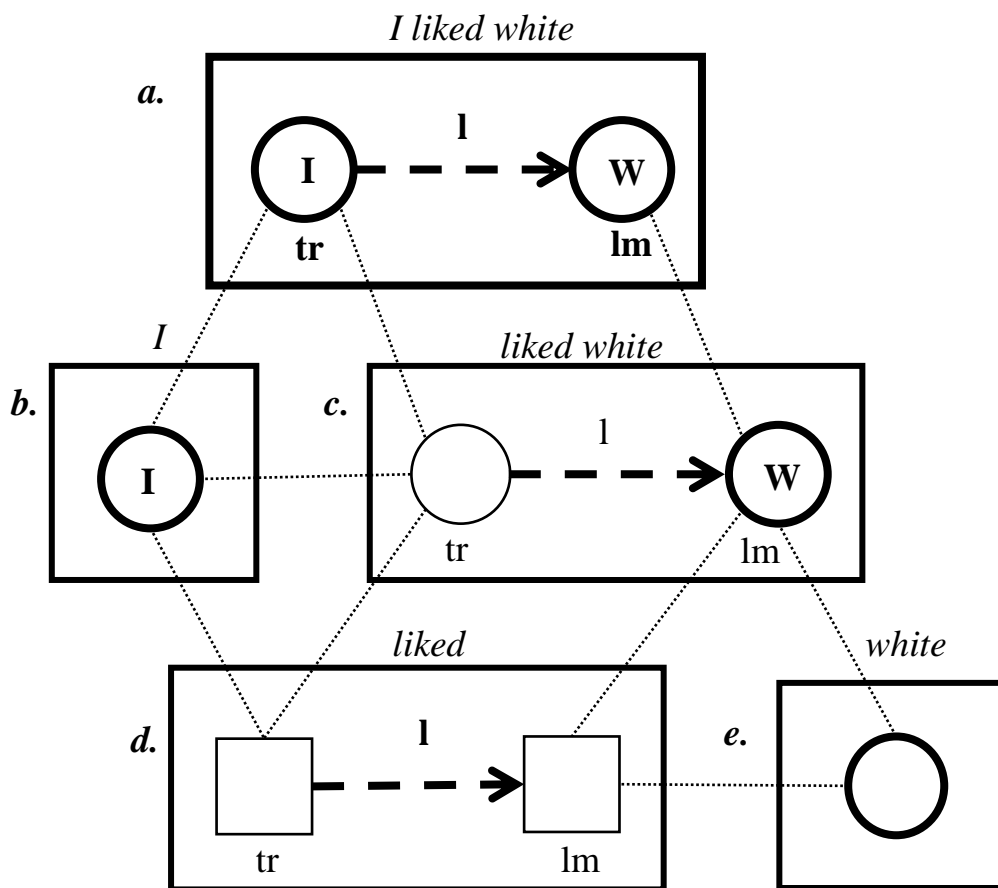 I liked white
a.
l
I
W
tr
lm
I
liked white
b.
c.
l
I
W
tr
lm
liked
white
d.
l
e.
tr
lm